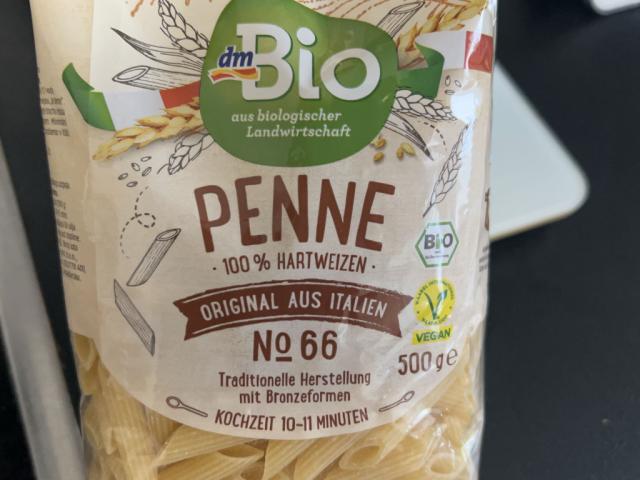 dm
Bio
aus biologischer
Landwirtschaft
PENNE
· 100 % HARTWEIZEN ·
ORIGINAL AUS ITALIEN
No 66
Traditionelle Herstellung
mit Bronzeformen
KOCHZEIT 10-11 MINUTEN
BIO
VEGAN
500 g e